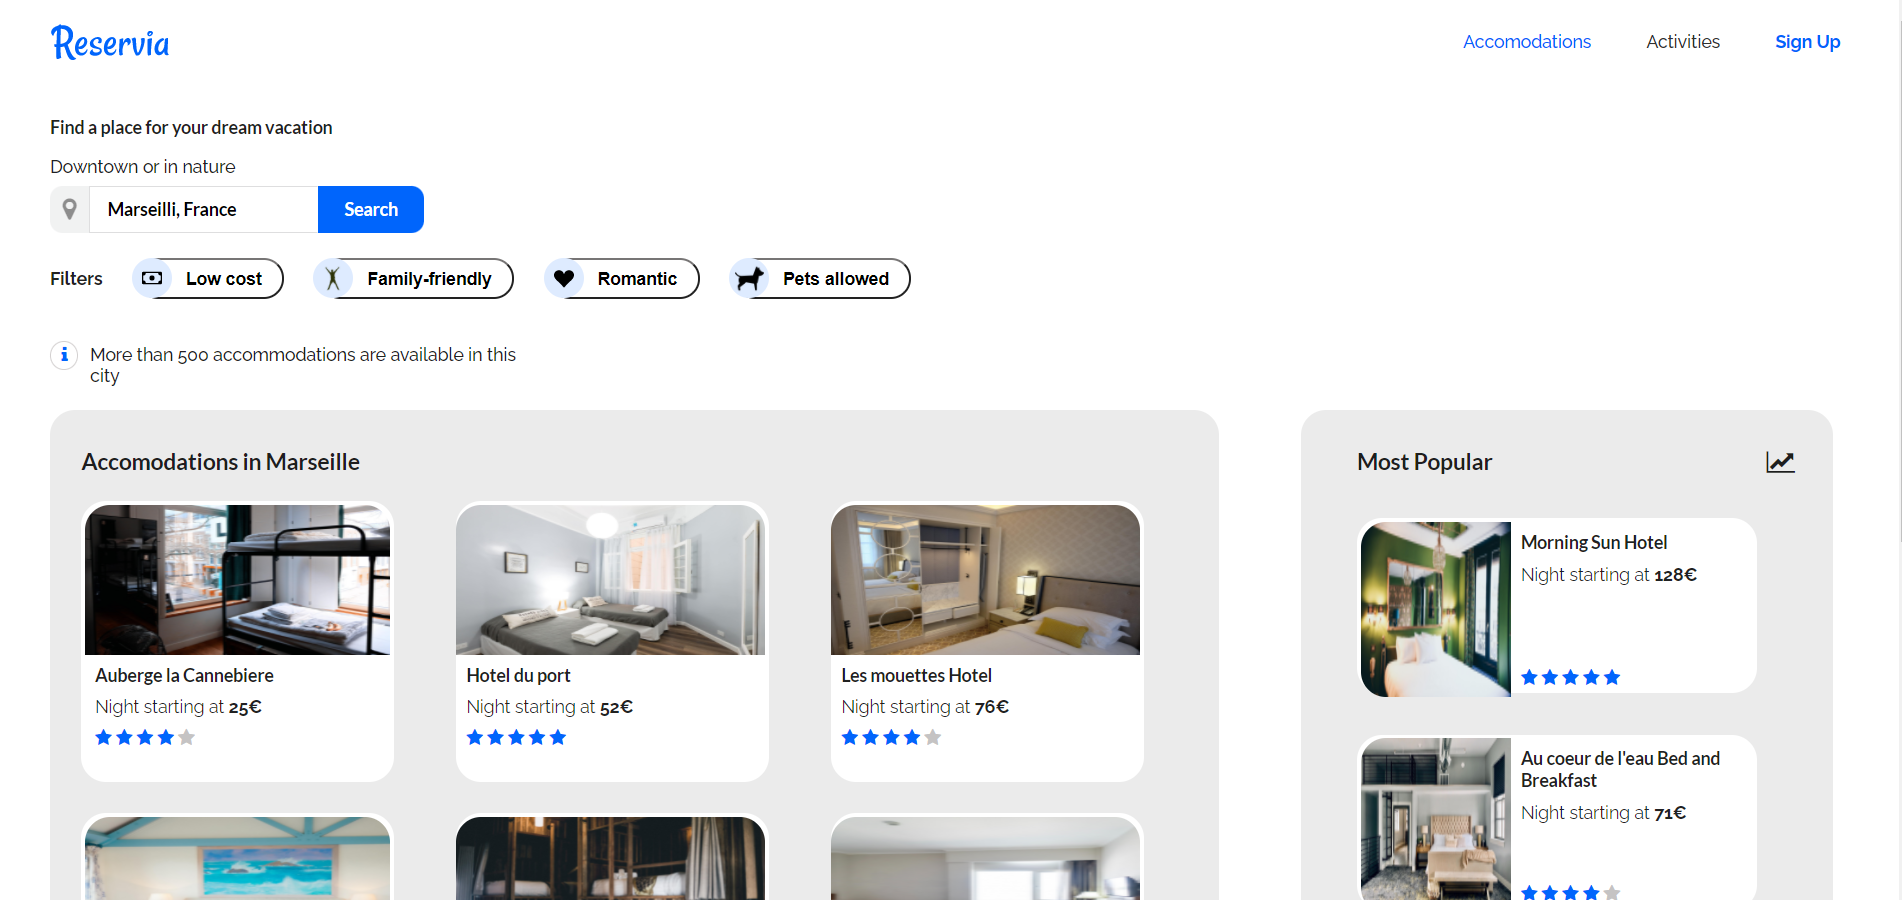 Reservia
Accomodations
Activities
Sign Up
Find a place for your dream vacation
Downtown or in nature
Marseilli, France
Search
Filters
Low cost
Family-friendly
Romantic
Pets allowed
More than 500 accommodations are available in this
city
Accomodations in Marseille
Auberge la Cannebiere
Night starting at 25€
Hotel du port
Night starting at 52€
Les mouettes Hotel
Night starting at 76€
Most Popular
Morning Sun Hotel
Night starting at 128€
Au coeur de l'eau Bed and
Breakfast
Night starting at 71€